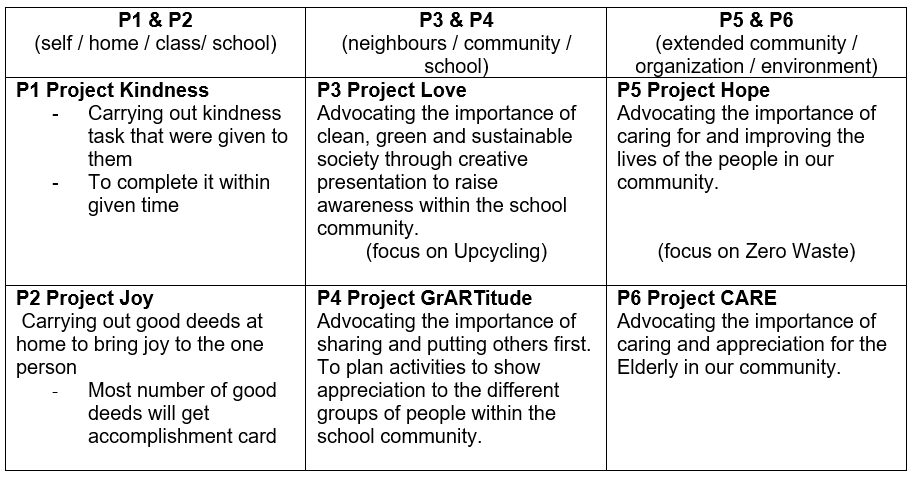 P1 & P2
(self / home / class/ school)
P3 & P4
(neighbours / community /
school)
P5 & P6
(extended community /
organization / environment)
P1 Project Kindness
- Carrying out kindness
task that were given to
them
- To complete it within
given time
P3 Project Love
Advocating the importance of
clean, green and sustainable
society through creative
presentation to raise
awareness within the school
community.
(focus on Upcycling)
P5 Project Hope
Advocating the importance of
caring for and improving the
lives of the people in our
community.
(focus on Zero Waste)
P2 Project Joy
Carrying out good deeds at
home to bring joy to the one
person
- Most number of good
deeds will get
accomplishment card
P4 Project GrARTitude
Advocating the importance of
sharing and putting others first.
To plan activities to show
appreciation to the different
groups of people within the
school community.
P6 Project CARE
Advocating the importance of
caring and appreciation for the
Elderly in our community.